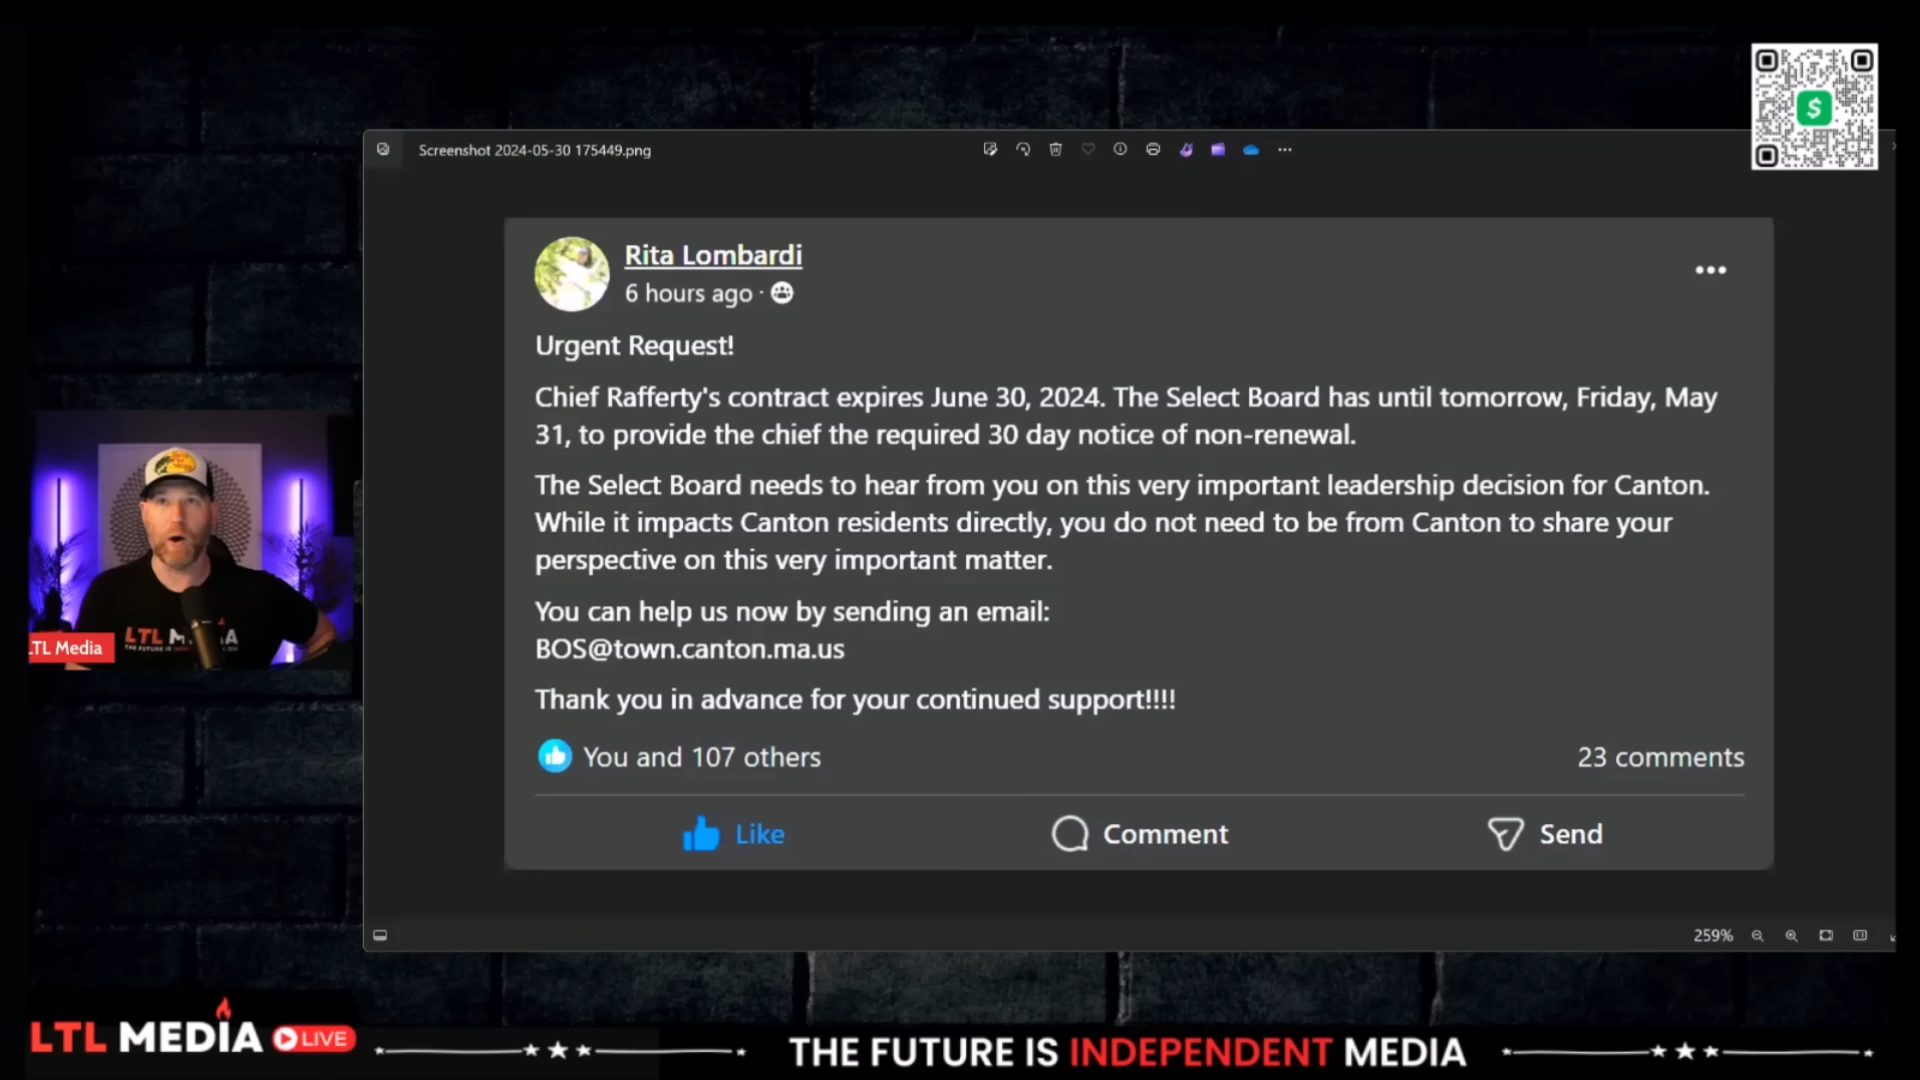 Screenshot 2024-05-30 175449.png
Rita Lombardi
6 hours ago ·
Urgent Request!
Chief Rafferty's contract expires June 30, 2024. The Select Board has until tomorrow, Friday, May
31, to provide the chief the required 30 day notice of non-renewal.
The Select Board needs to hear from you on this very important leadership decision for Canton.
While it impacts Canton residents directly, you do not need to be from Canton to share your
perspective on this very important matter.
You can help us now by sending an email:
BOS@town.canton.ma.us
Thank you in advance for your continued support!!!!
You and 107 others
23 comments
Like
Comment
Send
LTL Media
259%
LTL MEDIA LIVE
THE FUTURE IS INDEPENDENT MEDIA